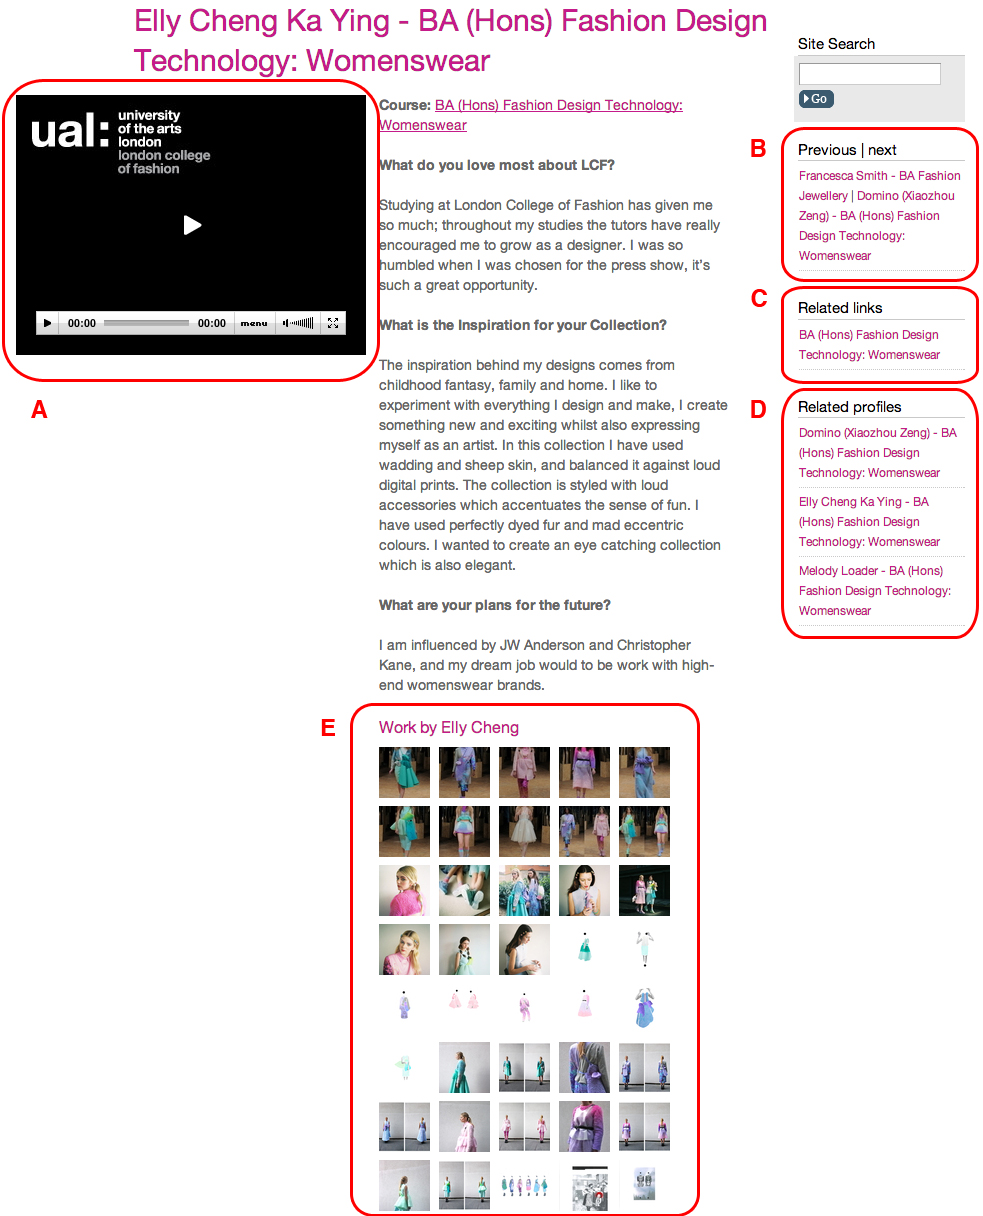 Elly Cheng Ka Ying - BA (Hons) Fashion Design
Technology: Womenswear
ual:
university
of the arts
london
london college
of fashion
00:00
00:00
menu
A
Course: BA (Hons) Fashion Design Technology:
Womenswear
What do you love most about LCF?
Studying at London College of Fashion has given me
so much; throughout my studies the tutors have really
encouraged me to grow as a designer. I was so
humbled when I was chosen for the press show, it's
such a great opportunity.
What is the Inspiration for your Collection?
The inspiration behind my designs comes from
childhood fantasy, family and home. I like to
experiment with everything I design and make, I create
something new and exciting whilst also expressing
myself as an artist. In this collection I have used
wadding and sheep skin, and balanced it against loud
digital prints. The collection is styled with loud
accessories which accentuates the sense of fun. I
have used perfectly dyed fur and mad eccentric
colours. I wanted to create an eye catching collection
which is also elegant.
What are your plans for the future?
I am influenced by JW Anderson and Christopher
Kane, and my dream job would to be work with high-
end womenswear brands.
E
Work by Elly Cheng
Site Search
Go
B
Previous | next
Francesca Smith - BA Fashion
Jewellery | Domino (Xiaozhou
Zeng) - BA (Hons) Fashion
Design Technology:
Womenswear
C
Related links
BA (Hons) Fashion Design
Technology: Womenswear
D
Related profiles
Domino (Xiaozhou Zeng) - BA
(Hons) Fashion Design
Technology: Womenswear
Elly Cheng Ka Ying - BA
(Hons) Fashion Design
Technology: Womenswear
Melody Loader - BA (Hons)
Fashion Design Technology:
Womenswear